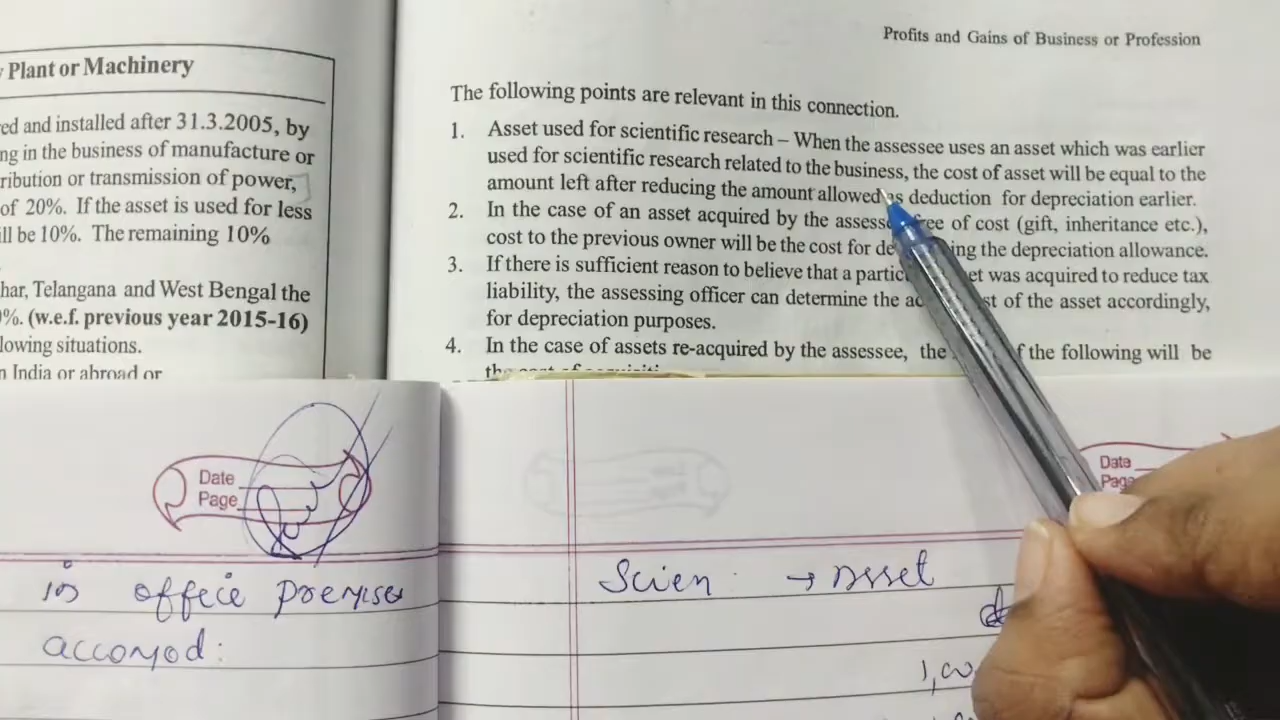 Plant or Machinery
ed and installed after 31.3.2005, by
ng in the business of manufacture or
ribution or transmission of power,
of 20%. If the asset is used for less
ll be 10%. The remaining 10%
har, Telangana and West Bengal the
%. (w.e.f. previous year 2015-16)
lowing situations.
n India or abroad or
Profits and Gains of Business or Profession
The following points are relevant in this connection.
1. Asset used for scientific research – When the assessee uses an asset which was earlier
used for scientific research related to the business, the cost of asset will be equal to the
amount left after reducing the amount allowed as deduction for depreciation earlier.
2. In the case of an asset acquired by the assesse free of cost (gift, inheritance etc.),
cost to the previous owner will be the cost for de ing the depreciation allowance.
3. If there is sufficient reason to believe that a partic et was acquired to reduce tax
liability, the assessing officer can determine the ac st of the asset accordingly,
for depreciation purposes.
4. In the case of assets re-acquired by the assessee, the f the following will be
Date
Page
in office premises
accomod:
Date
Page
Scien → Asset